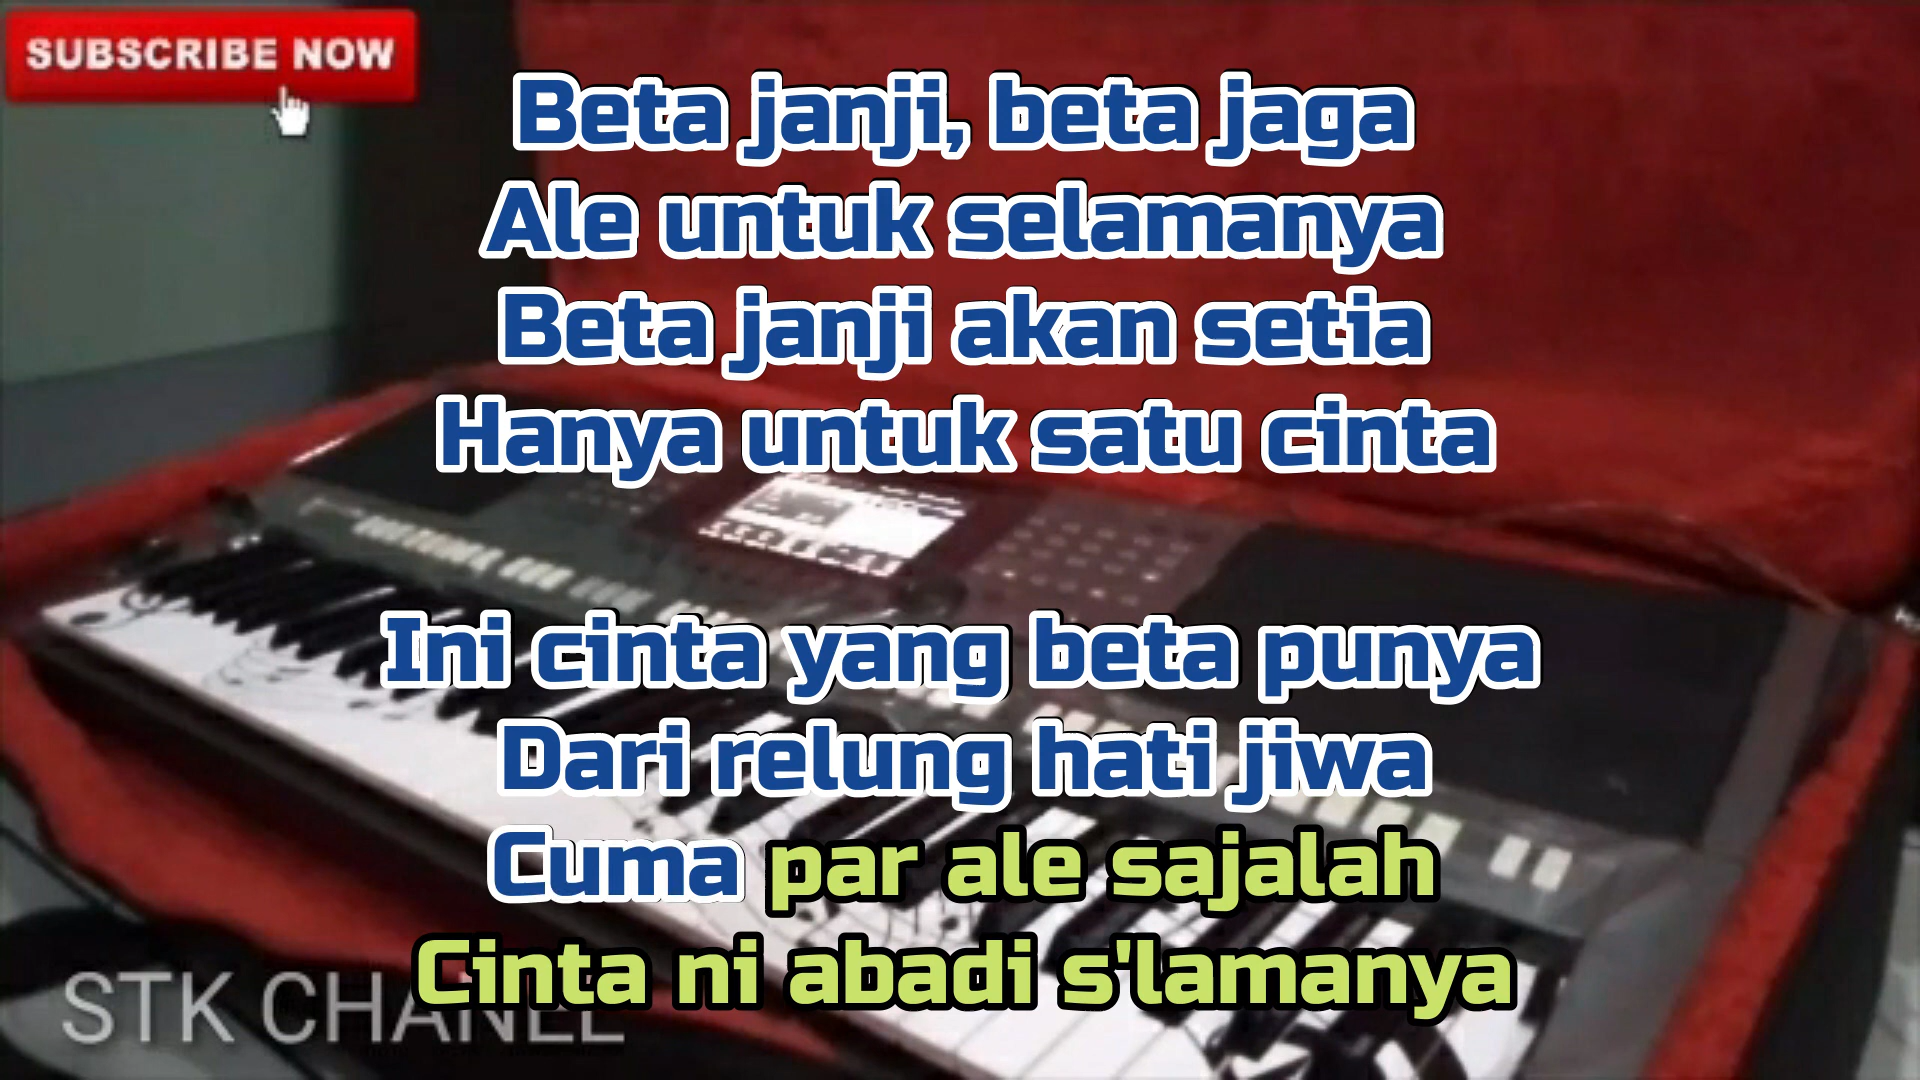 SUBSCRIBE NOW
Beta janji, beta jaga
Ale untuk selamanya
Beta janji akan setia
Hanya untuk satu cinta
Ini cinta yang beta punya
Dari relung hati jiwa
Cuma par ale sajalah
Cinta ni abadi s'lamanya
STK CHANEL